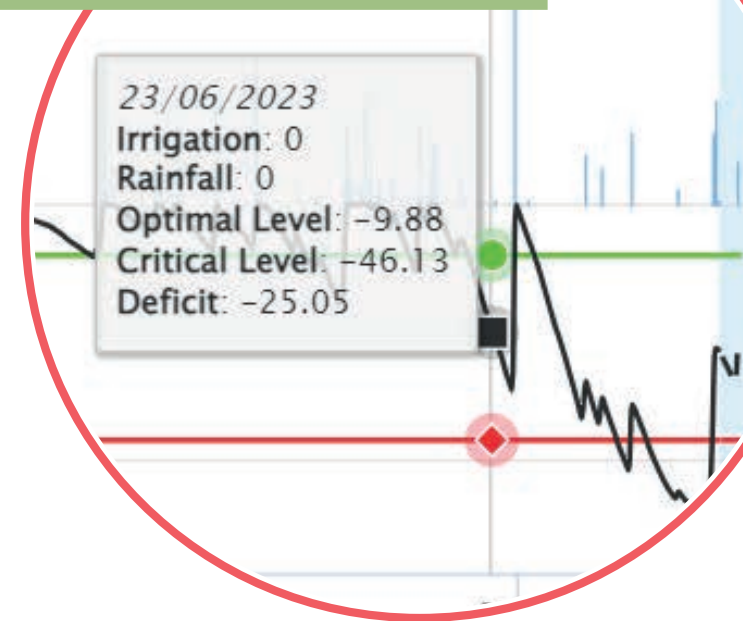 23/06/2023
Irrigation: 0
Rainfall: 0
Optimal Level: -9.88
Critical Level: -46.13
Deficit: -25.05